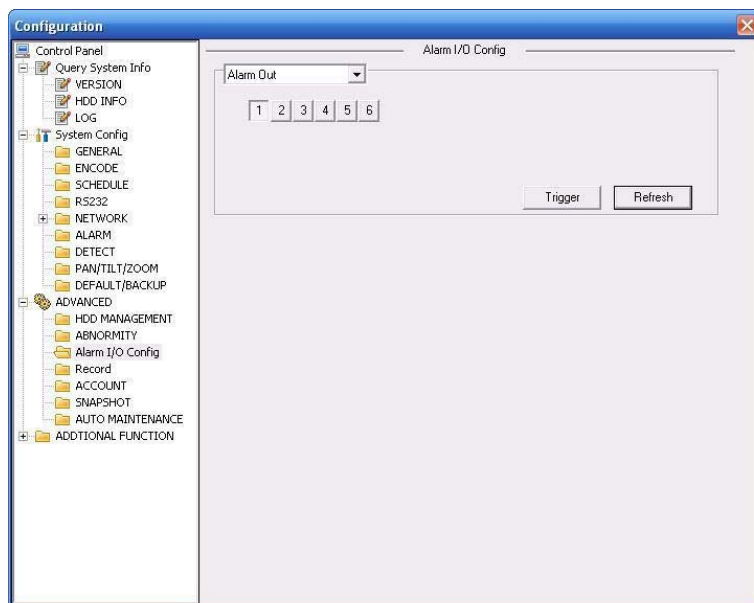 Configuration
Control Panel
Query System Info
VERSION
HDD INFO
LOG
System Config
GENERAL
ENCODE
SCHEDULE
RS232
NETWORK
ALARM
DETECT
PAN/TILT/ZOOM
DEFAULT/BACKUP
ADVANCED
HDD MANAGEMENT
ABNORMITY
Alarm I/O Config
Record
ACCOUNT
SNAPSHOT
AUTO MAINTENANCE
ADDTIONAL FUNCTION
Alarm I/O Config
Alarm Out
1 2 3 4 5 6
Trigger Refresh